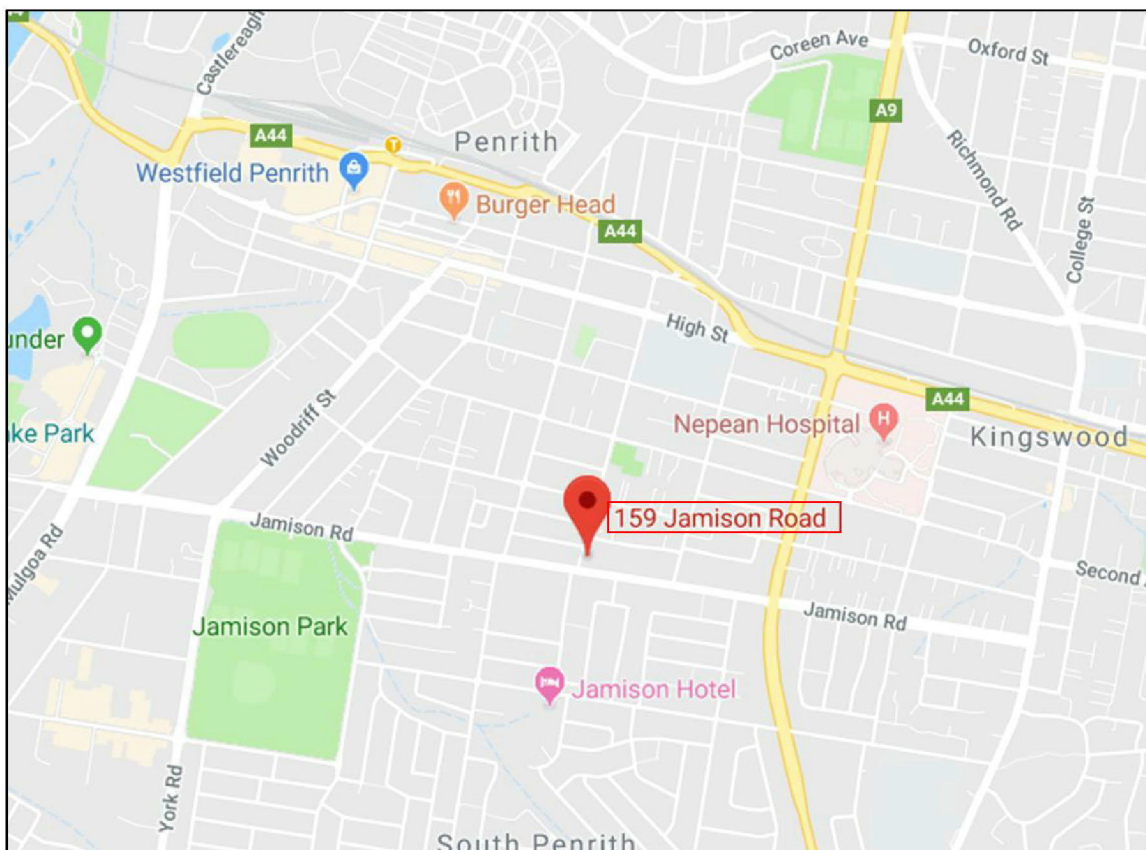 Castlereagh
Coreen Ave
Oxford St
A44
Penrith
A9
Westfield Penrith
Burger Head
A44
Richmond Rd
College St
under
High St
A44
Nepean Hospital
H
Kingswood
Woodriff St
ake Park
159 Jamison Road
Jamison Rd
Mulgoa Rd
Second
Jamison Rd
Jamison Park
Jamison Hotel
York Rd
South Penrith